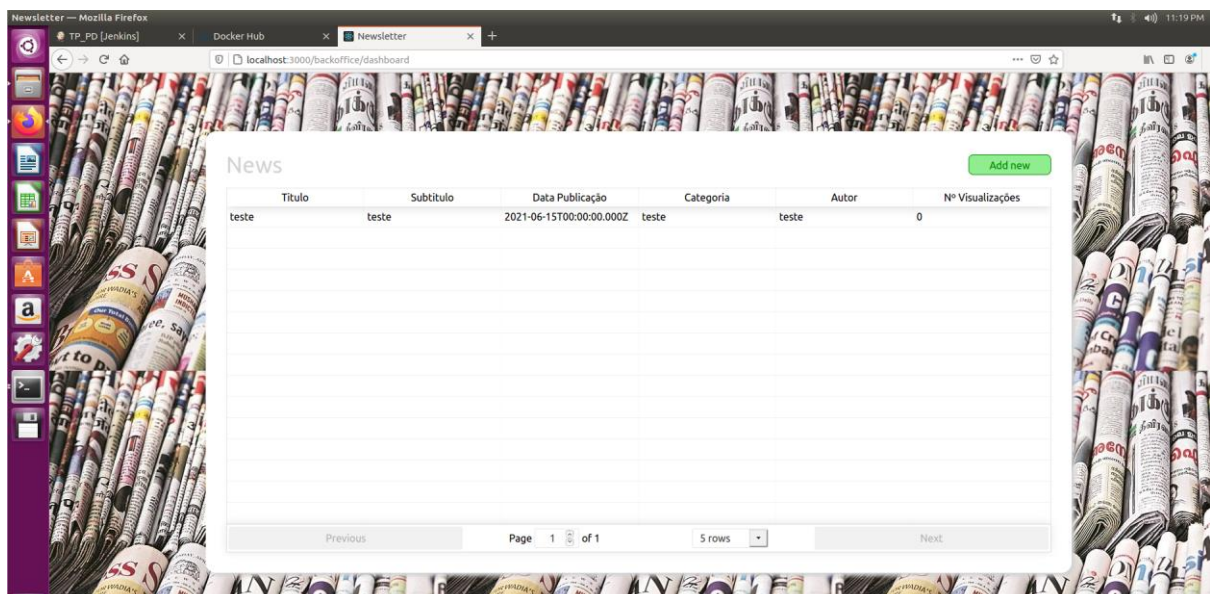 Newsletter — Mozilla Firefox 11:19 PM
TP_PD [Jenkins] Docker Hub Newsletter
localhost:3000/backoffice/dashboard
News Add new
Titulo Subtitulo Data Publicação Categoria Autor Nº Visualizações
teste teste 2021-06-15T00:00:00.000Z teste teste 0
Previous Page 1 of 1 5 rows Next